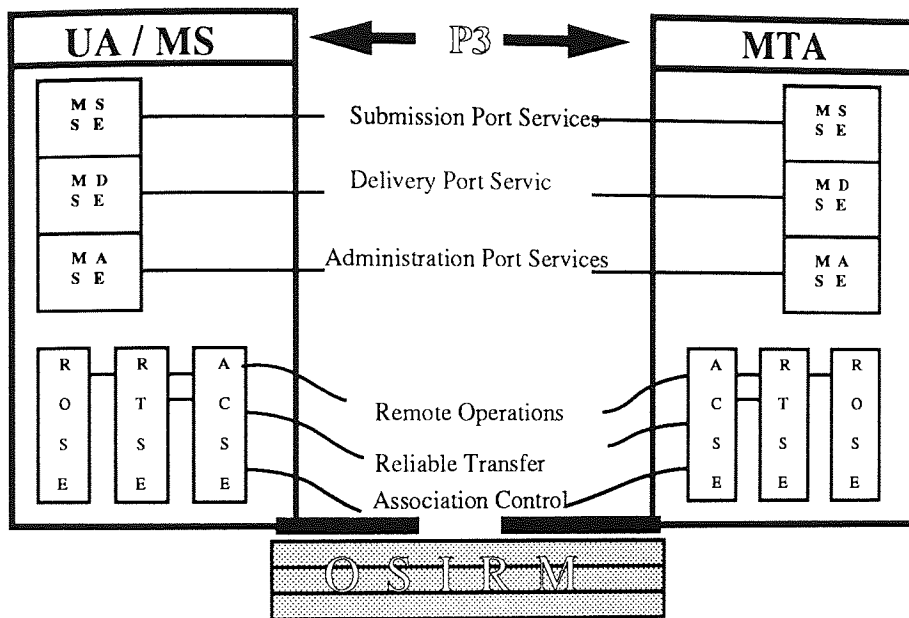 UA / MS
P3
MTA
M S
S E
Submission Port Services
M S
S E
M D
S E
Delivery Port Servic
M D
S E
M A
S E
Administration Port Services
M A
S E
R
O
S
E
R
T
S
E
A
C
S
E
Remote Operations
Reliable Transfer
Association Control
A
C
S
E
R
T
S
E
R
O
S
E
O S I R M